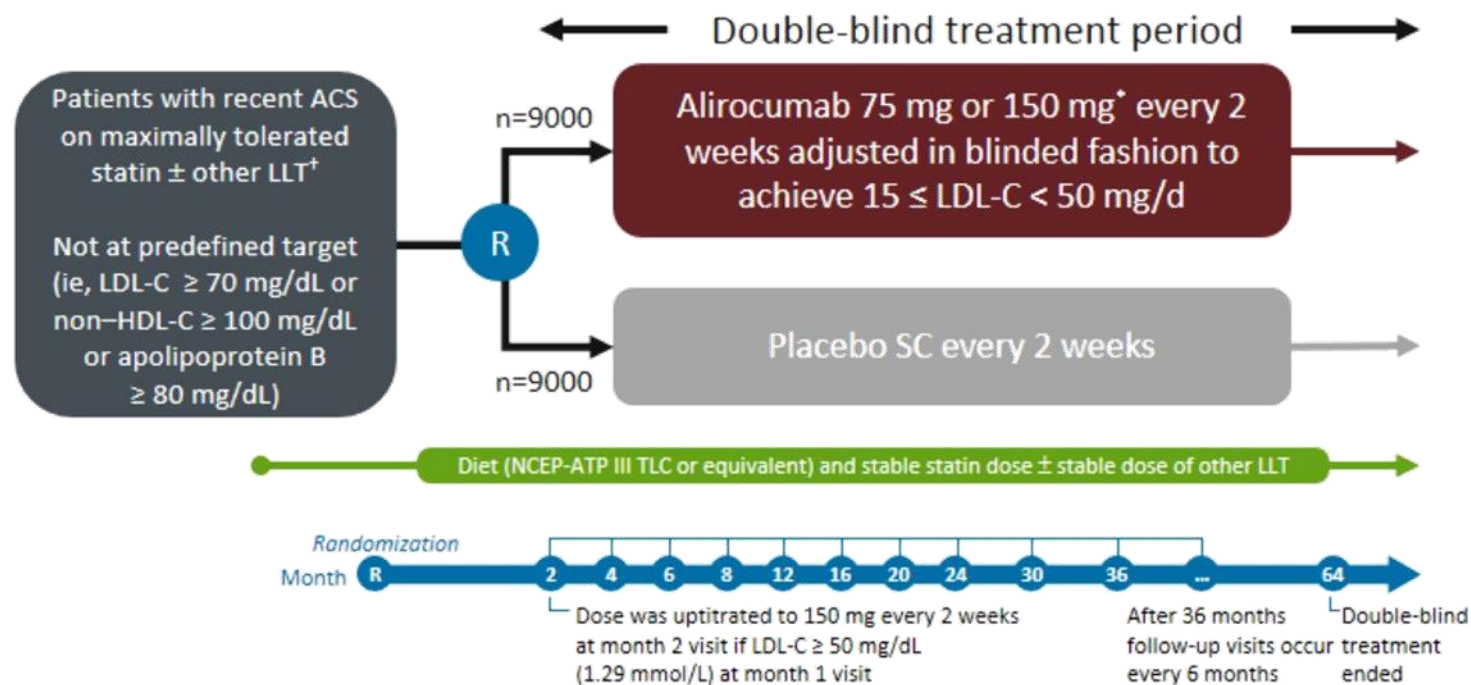 Double-blind treatment period
Patients with recent ACS
on maximally tolerated
statin ± other LLT†
Not at predefined target
(ie, LDL-C ≥ 70 mg/dL or
non–HDL-C ≥ 100 mg/dL
or apolipoprotein B
≥ 80 mg/dL)
R
n=9000
Alirocumab 75 mg or 150 mg* every 2
weeks adjusted in blinded fashion to
achieve 15 ≤ LDL-C < 50 mg/d
n=9000
Placebo SC every 2 weeks
Diet (NCEP-ATP III TLC or equivalent) and stable statin dose ± stable dose of other LLT
Randomization
Month R 2 4 6 8 12 16 20 24 30 36 ... 64
Dose was uptitrated to 150 mg every 2 weeks
at month 2 visit if LDL-C ≥ 50 mg/dL
(1.29 mmol/L) at month 1 visit
After 36 months
follow-up visits occur
every 6 months
Double-blind
treatment
ended